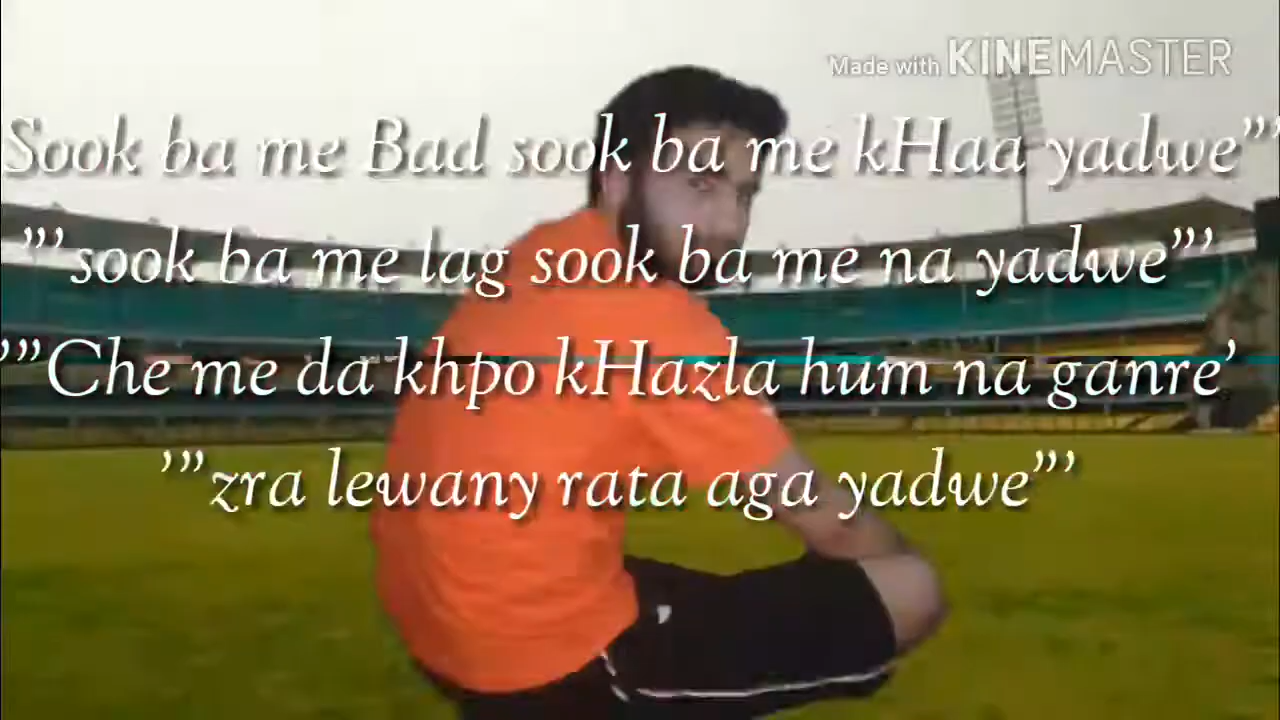 Made with KINEMASTER
Sook ba me Bad sook ba me kHaa yadwe"'
"'sook ba me lag sook ba me na yadwe"'
'"Che me da khpo kHazla hum na ganre'
'"zra lewany rata aga yadwe"'